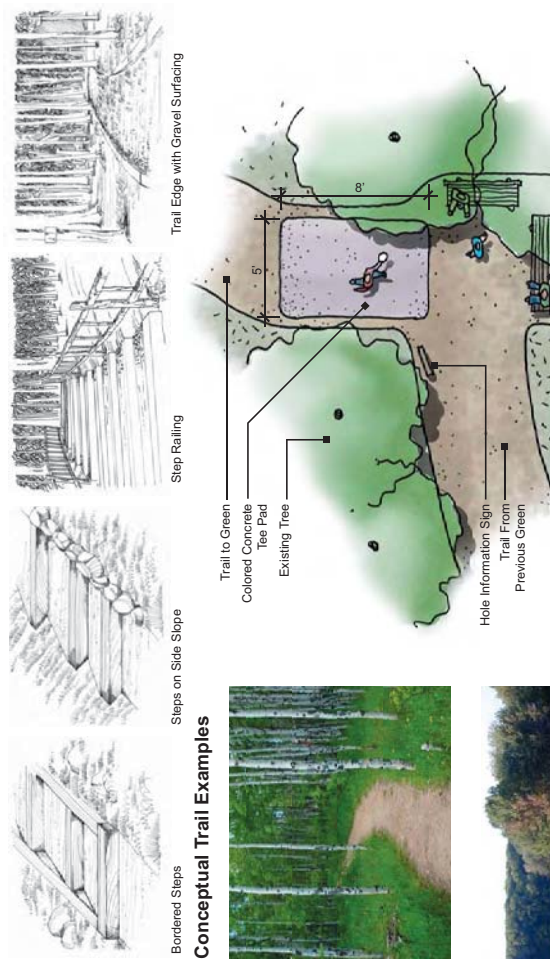 Bordered Steps
Steps on Side Slope
Step Railing
Trail Edge with Gravel Surfacing
Conceptual Trail Examples
Trail to Green
Colored Concrete
Tee Pad
Existing Tree
Hole Information Sign
Trail From
Previous Green
5'
8'